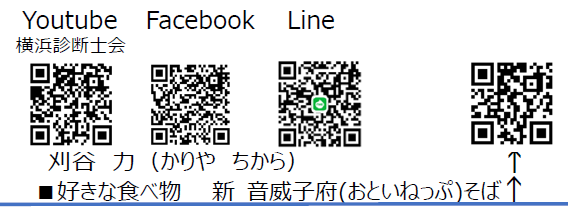 Youtube Facebook Line
横浜診断士会
刈谷 力 (かりや ちから) ↑
■好きな食べ物 新 音威子府(おといねっぷ)そば↑